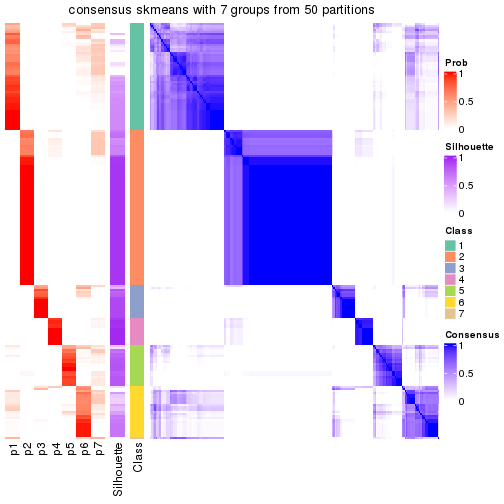 consensus skmeans with 7 groups from 50 partitions
Prob
1
0.5
0
Silhouette
1
0.5
0
Class
1
2
3
4
5
6
7
Consensus
1
0.5
0
p1
p2
p3
p4
p5
p6
p7
Silhouette
Class